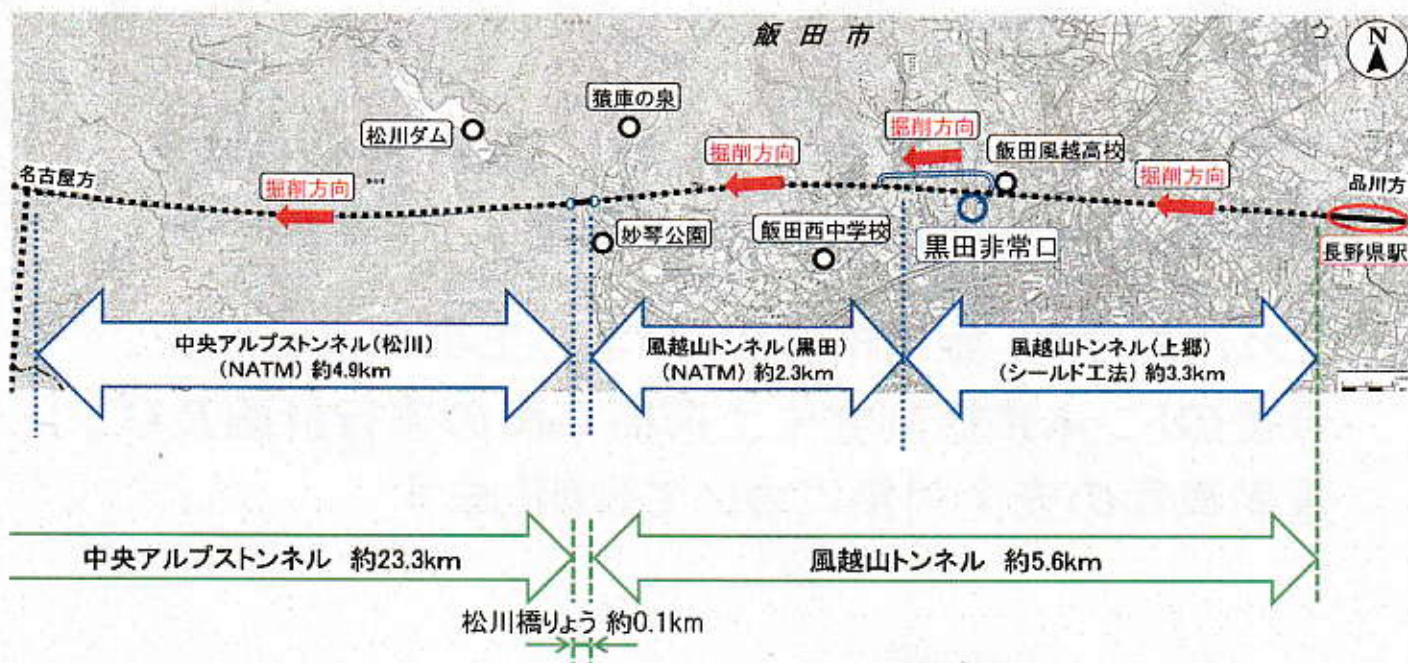 飯田市
N
猿庫の泉
松川ダム
掘削方向
飯田風越高校
掘削方向
名古屋方
掘削方向
掘削方向
品川方
妙琴公園
飯田西中学校
黒田非常口
長野県駅
中央アルプストンネル(松川)
(NATM) 約4.9km
風越山トンネル(黒田)
(NATM) 約2.3km
風越山トンネル(上郷)
(シールド工法) 約3.3km
中央アルプストンネル 約23.3km
風越山トンネル 約5.6km
松川橋りょう 約0.1km